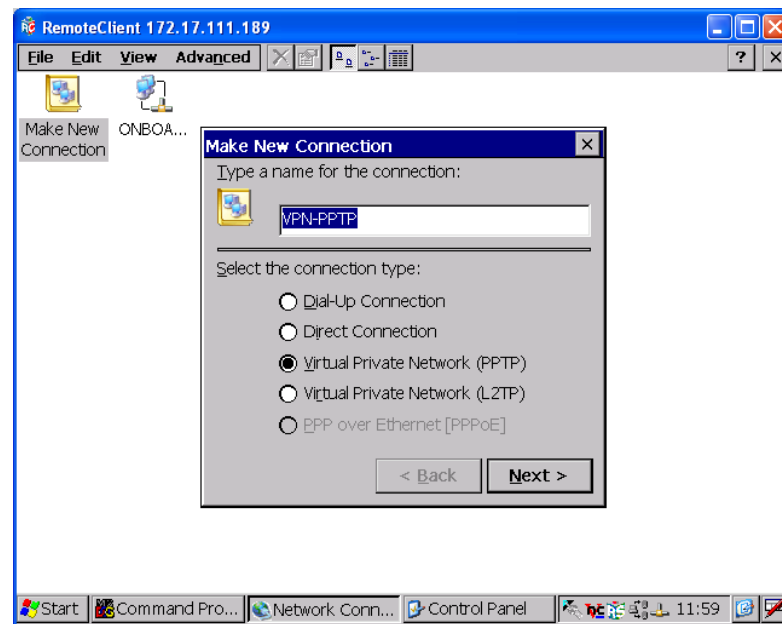 RemoteClient 172.17.111.189
File Edit View Advanced ? ×
Make New Connection
ONBOA...
Make New Connection
Type a name for the connection:
VPN-PPTP
Select the connection type:
Dial-Up Connection
Direct Connection
Virtual Private Network (PPTP)
Virtual Private Network (L2TP)
PPP over Ethernet [PPPoE]
< Back Next >
Start Command Pro... Network Conn... Control Panel 11:59